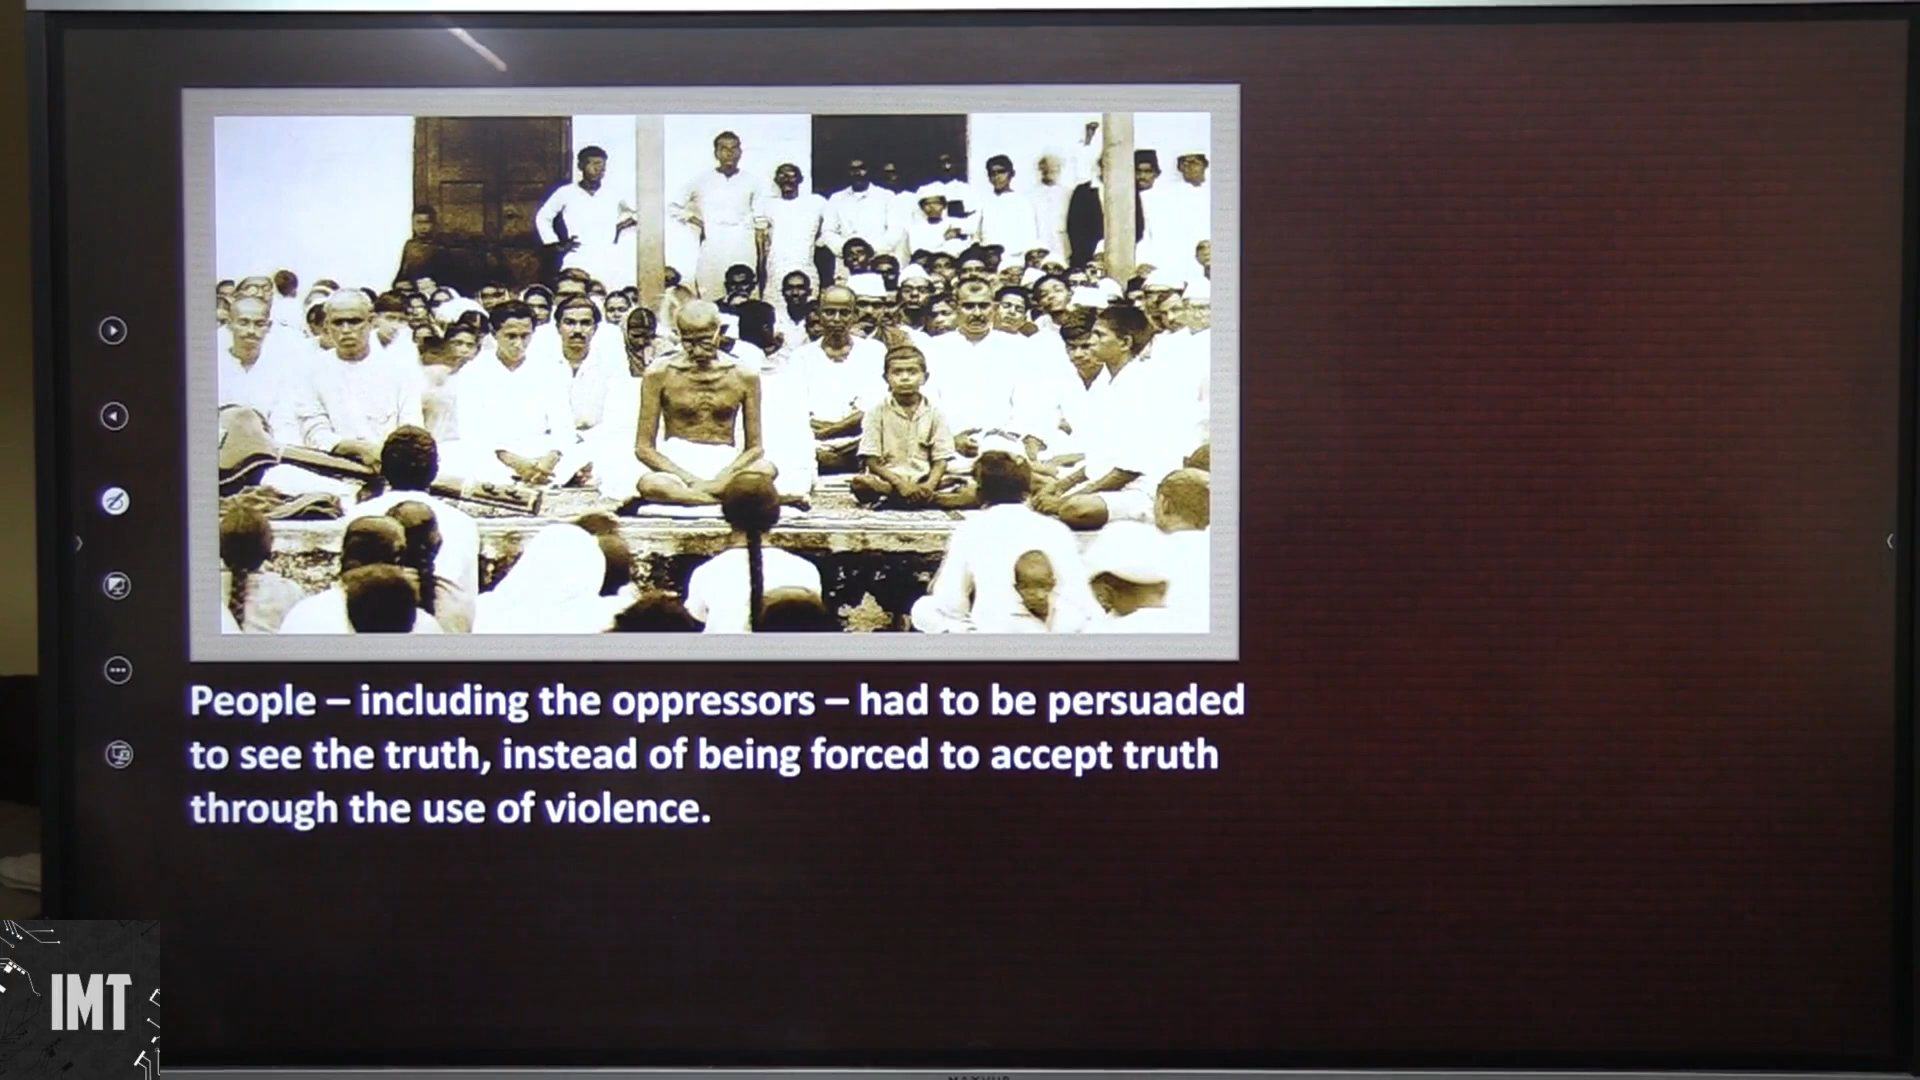 People – including the oppressors – had to be persuaded
to see the truth, instead of being forced to accept truth
through the use of violence.
IMT